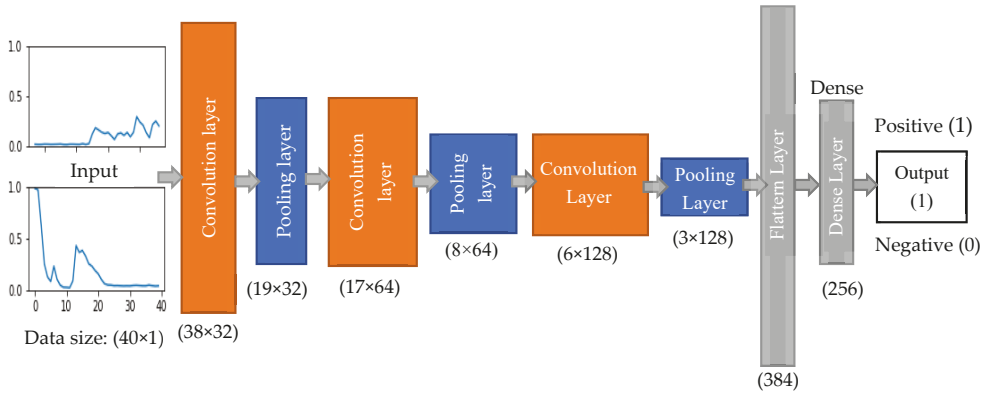 1.0
0.5
0.0
Input
1.0
0.5
0.0
0 10 20 30 40
Data size: (40×1)
Convolution layer
(38×32)
Pooling layer
(19×32)
Convolution
layer
(17×64)
Pooling
layer
(8×64)
Convolution
Layer
(6×128)
Pooling
Layer
(3×128)
Flattern Layer
(384)
Dense
Dense Layer
(256)
Positive (1)
Output
(1)
Negative (0)